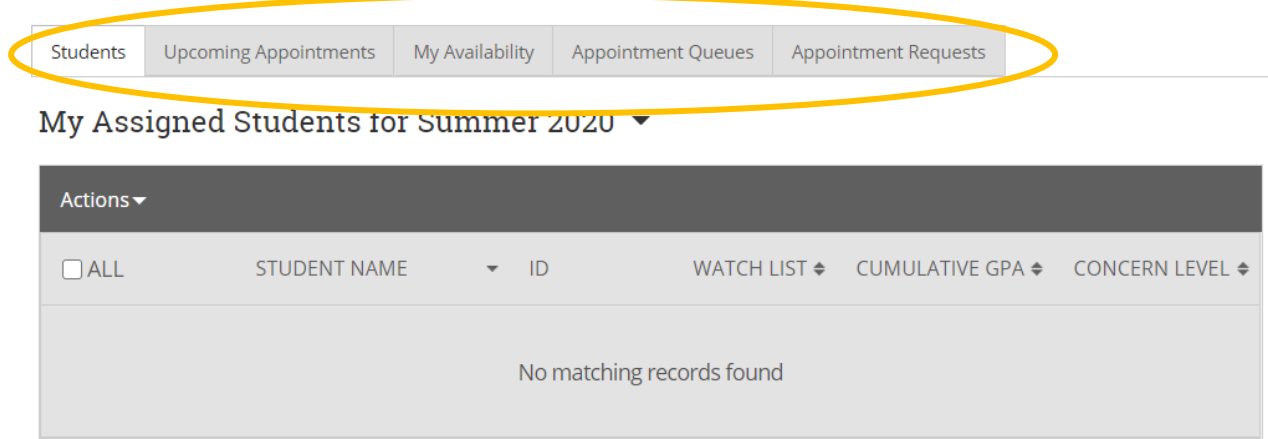 Students Upcoming Appointments My Availability Appointment Queues Appointment Requests
My Assigned Students for Summer 2020
Actions
ALL STUDENT NAME ID WATCH LIST CUMULATIVE GPA CONCERN LEVEL
No matching records found